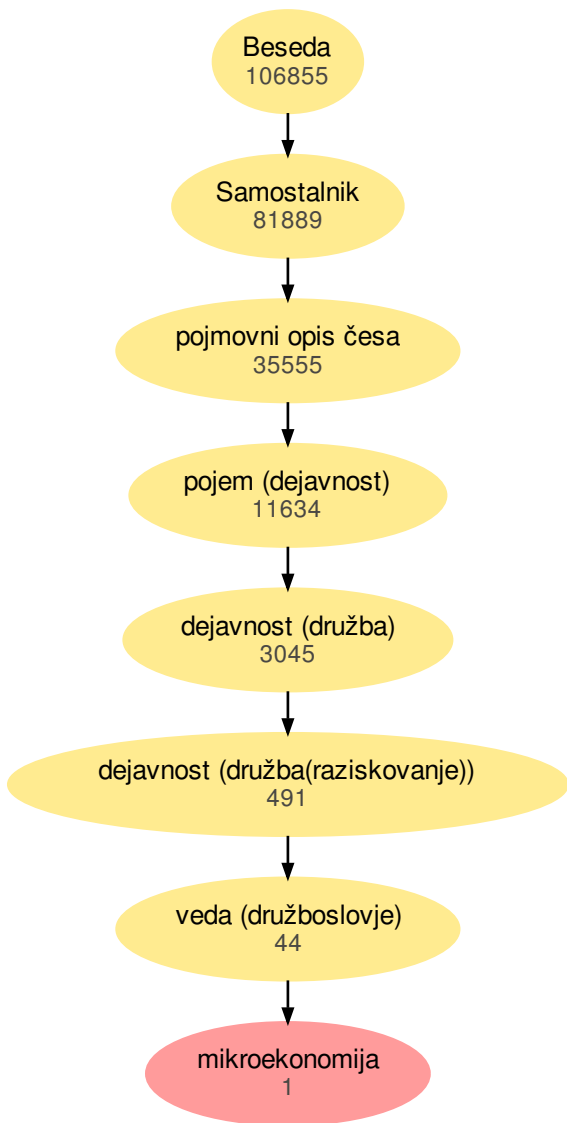 Beseda
106855
Samostalnik
81889
pojmovni opis česa
35555
pojem (dejavnost)
11634
dejavnost (družba)
3045
dejavnost (družba(raziskovanje))
491
veda (družboslovje)
44
mikroekonomija
1